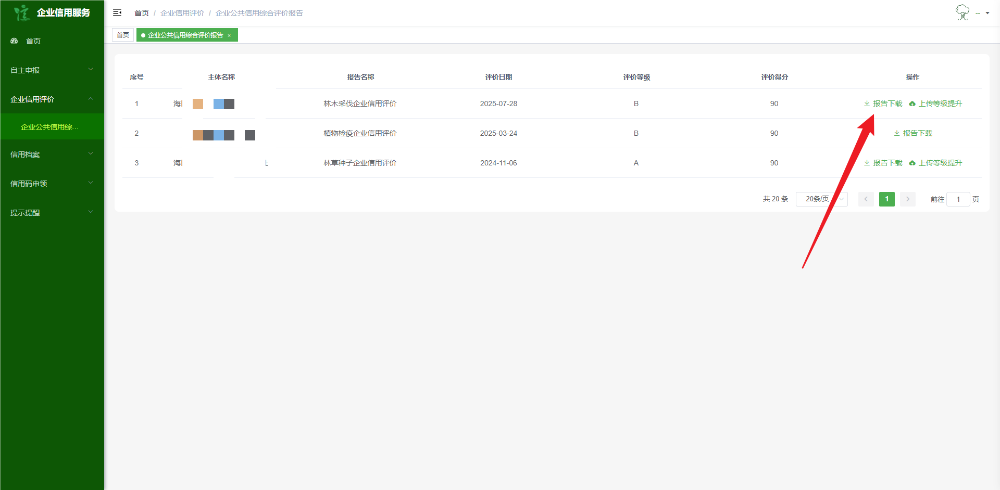 企业信用服务
首页 / 企业信用评价 / 企业公共信用综合评价报告
--
首页
企业公共信用综合评价报告 ×
首页
自主申报
企业信用评价
企业公共信用综...
信用档案
信用码申领
提示提醒
序号 主体名称 报告名称 评价日期 评价等级 评价得分 操作
1 海 林木采伐企业信用评价 2025-07-28 B 90 报告下载 上传等级提升
2 植物检疫企业信用评价 2025-03-24 B 90 报告下载
3 海 林草种子企业信用评价 2024-11-06 A 90 报告下载 上传等级提升
共 20 条 20条/页 < 1 > 前往 1 页